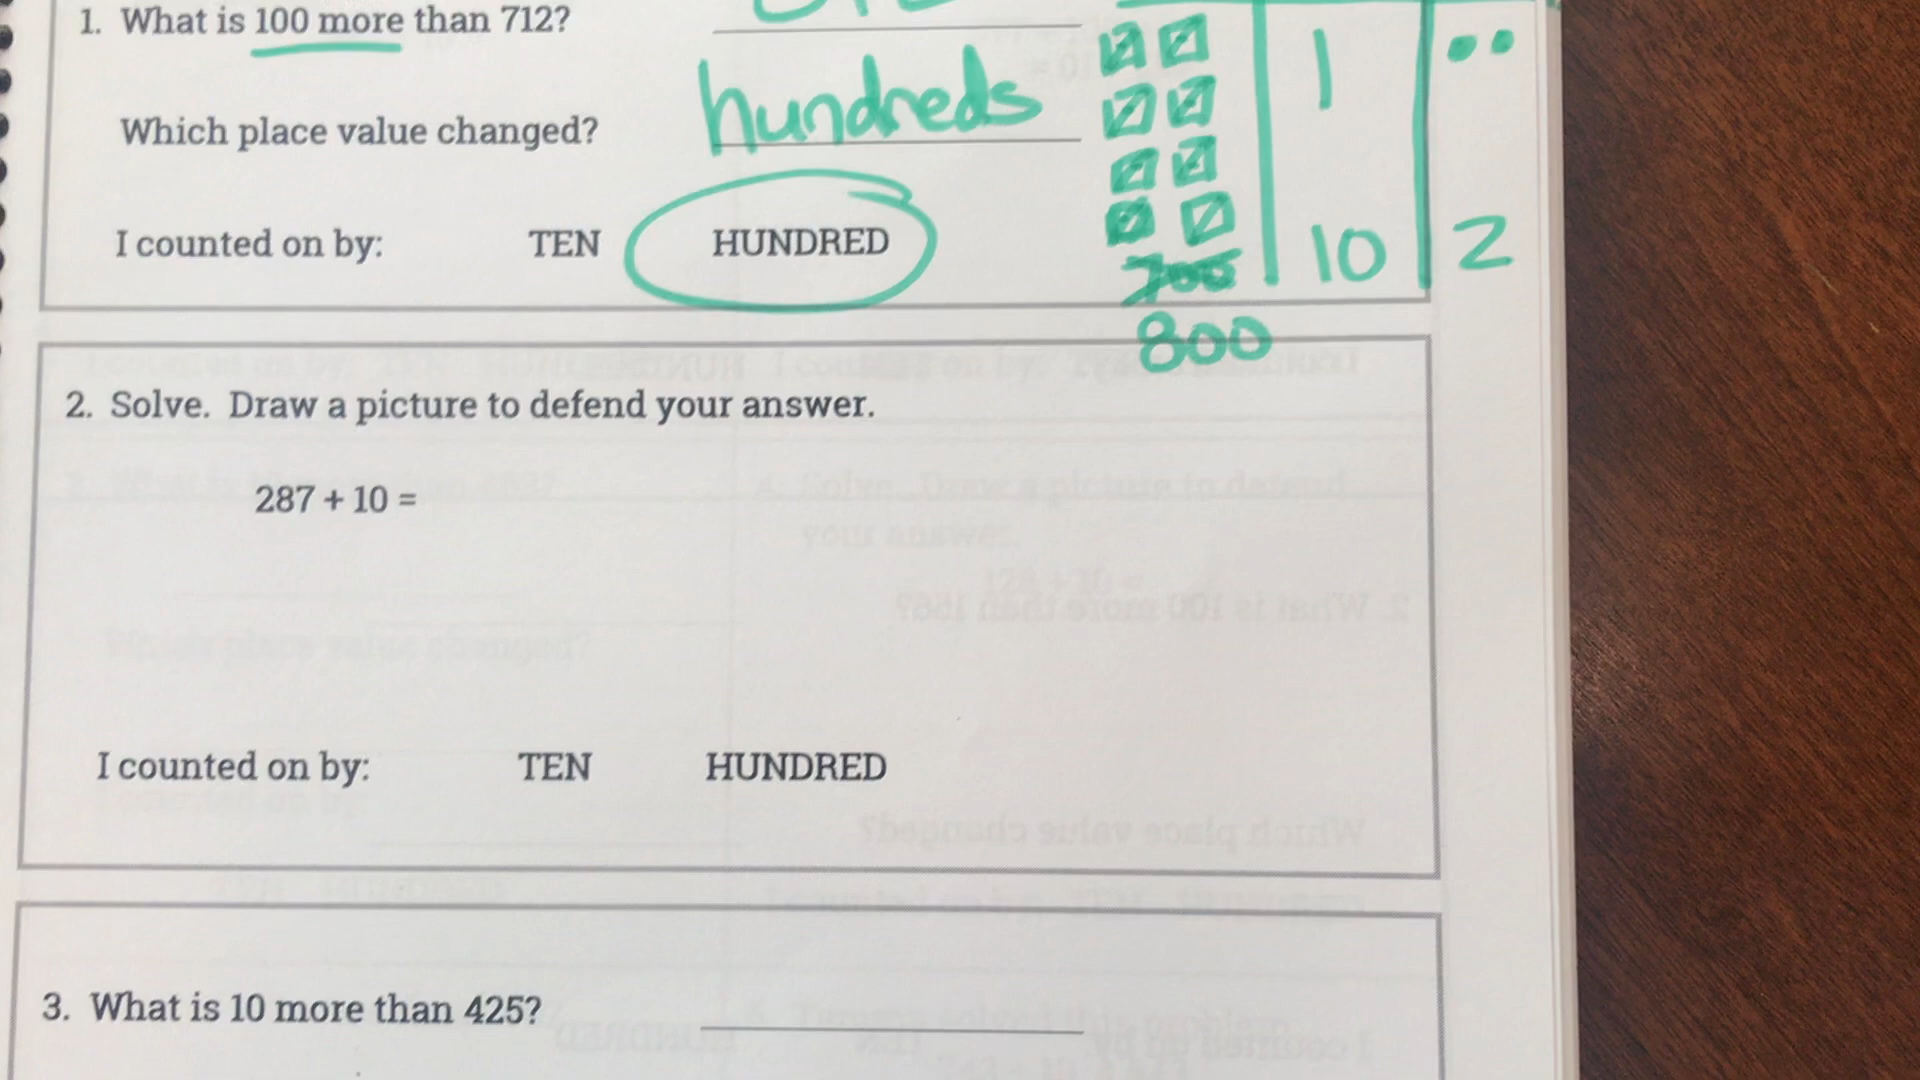 1. What is 100 more than 712?
Which place value changed? hundreds
I counted on by: TEN HUNDRED
1
10 2
700
800
2. Solve. Draw a picture to defend your answer.
287 + 10 =
I counted on by: TEN HUNDRED
3. What is 10 more than 425?